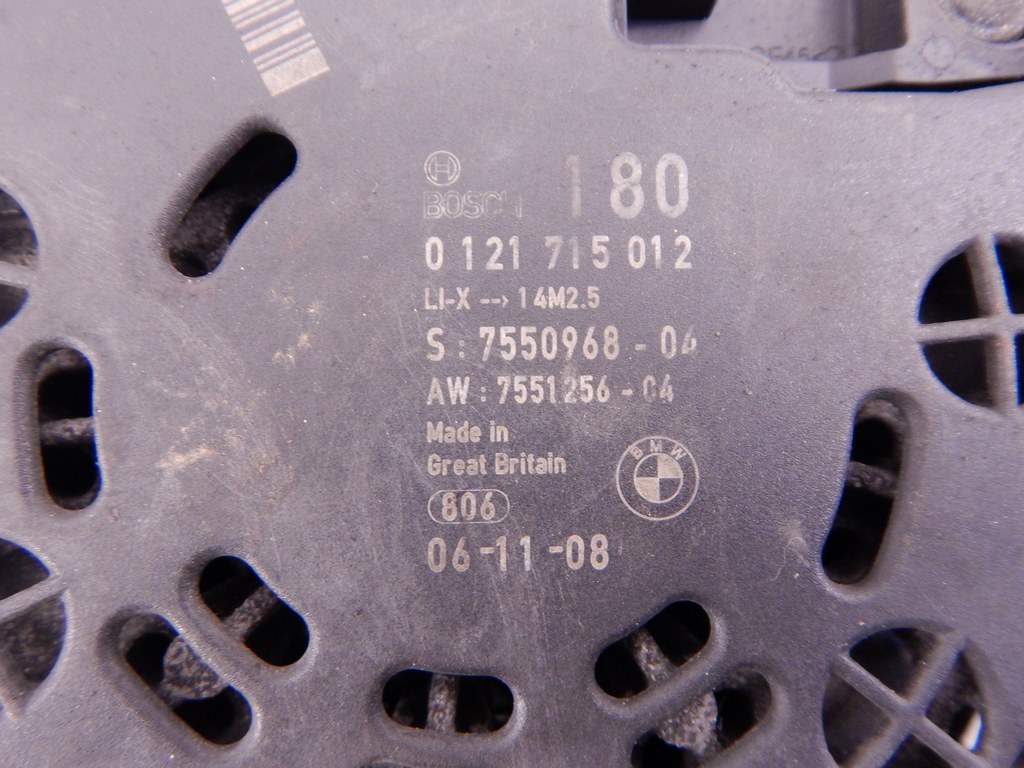 BOSCH 180
0 121 715 012
LI-X --> 14M2.5
S : 7550968 - 04
AW : 7551256 - 04
Made in
Great Britain
BMW
806
06-11-08